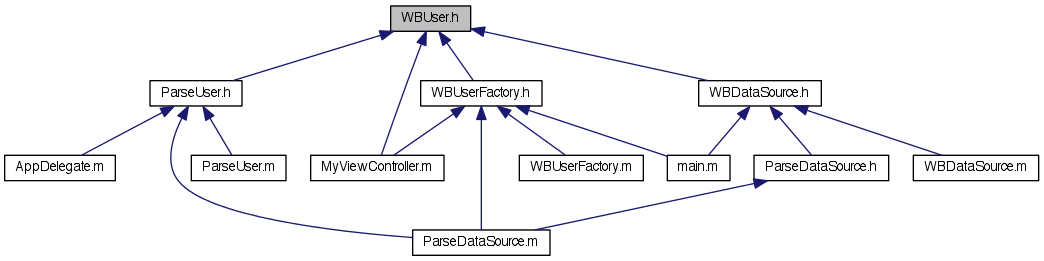 WBUser.h
ParseUser.h
WBUserFactory.h
WBDataSource.h
AppDelegate.m
ParseUser.m
MyViewController.m
WBUserFactory.m
main.m
ParseDataSource.h
WBDataSource.m
ParseDataSource.m